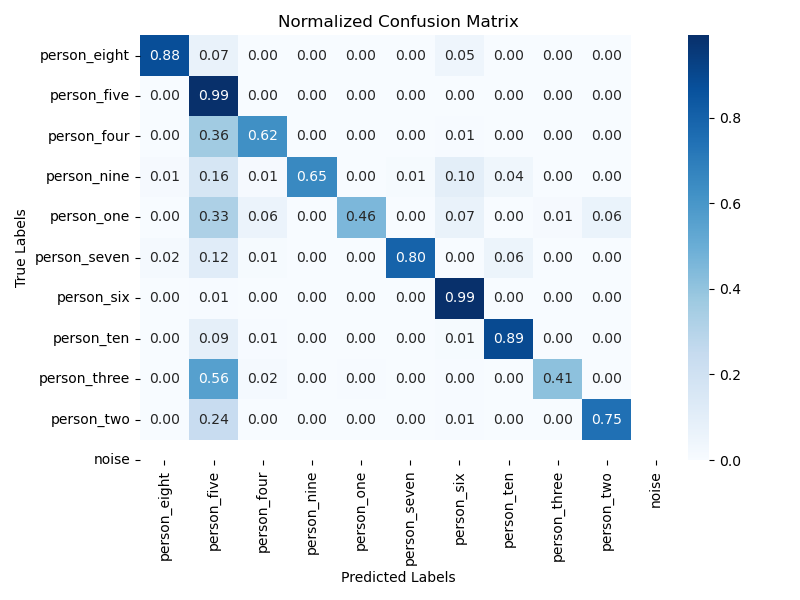 Normalized Confusion Matrix
person_eight 0.88 0.07 0.00 0.00 0.00 0.00 0.05 0.00 0.00 0.00
person_five 0.00 0.99 0.00 0.00 0.00 0.00 0.00 0.00 0.00 0.00
person_four 0.00 0.36 0.62 0.00 0.00 0.00 0.01 0.00 0.00 0.00
person_nine 0.01 0.16 0.01 0.65 0.00 0.01 0.10 0.04 0.00 0.00
person_one 0.00 0.33 0.06 0.00 0.46 0.00 0.07 0.00 0.01 0.06
person_seven 0.02 0.12 0.01 0.00 0.00 0.80 0.00 0.06 0.00 0.00
person_six 0.00 0.01 0.00 0.00 0.00 0.00 0.99 0.00 0.00 0.00
person_ten 0.00 0.09 0.01 0.00 0.00 0.00 0.01 0.89 0.00 0.00
person_three 0.00 0.56 0.02 0.00 0.00 0.00 0.00 0.00 0.41 0.00
person_two 0.00 0.24 0.00 0.00 0.00 0.00 0.01 0.00 0.00 0.75
noise
True Labels
person_eight
person_five
person_four
person_nine
person_one
person_seven
person_six
person_ten
person_three
person_two
noise
Predicted Labels
0.8
0.6
0.4
0.2
0.0